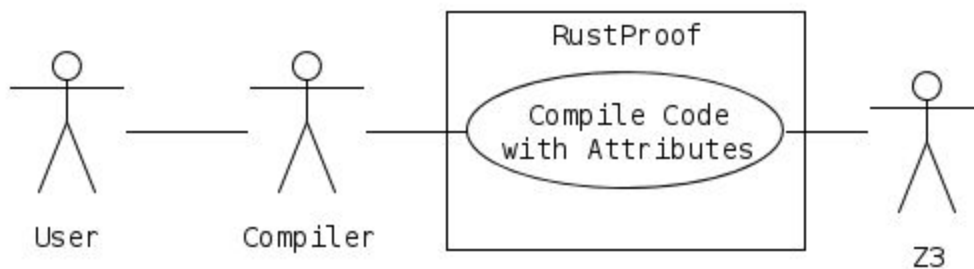 RustProof
Compile Code
with Attributes
User
Compiler
Z3